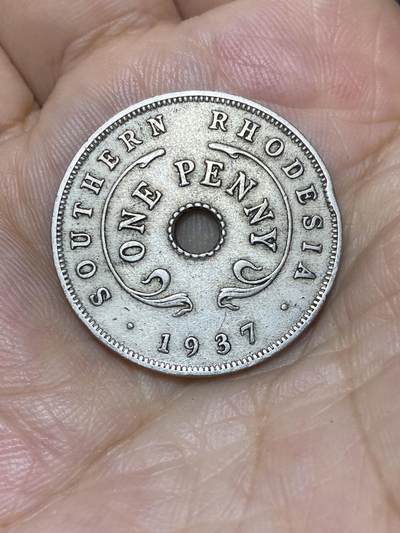 SOUTHERN RHODESIA
ONE PENNY
· 1937 ·